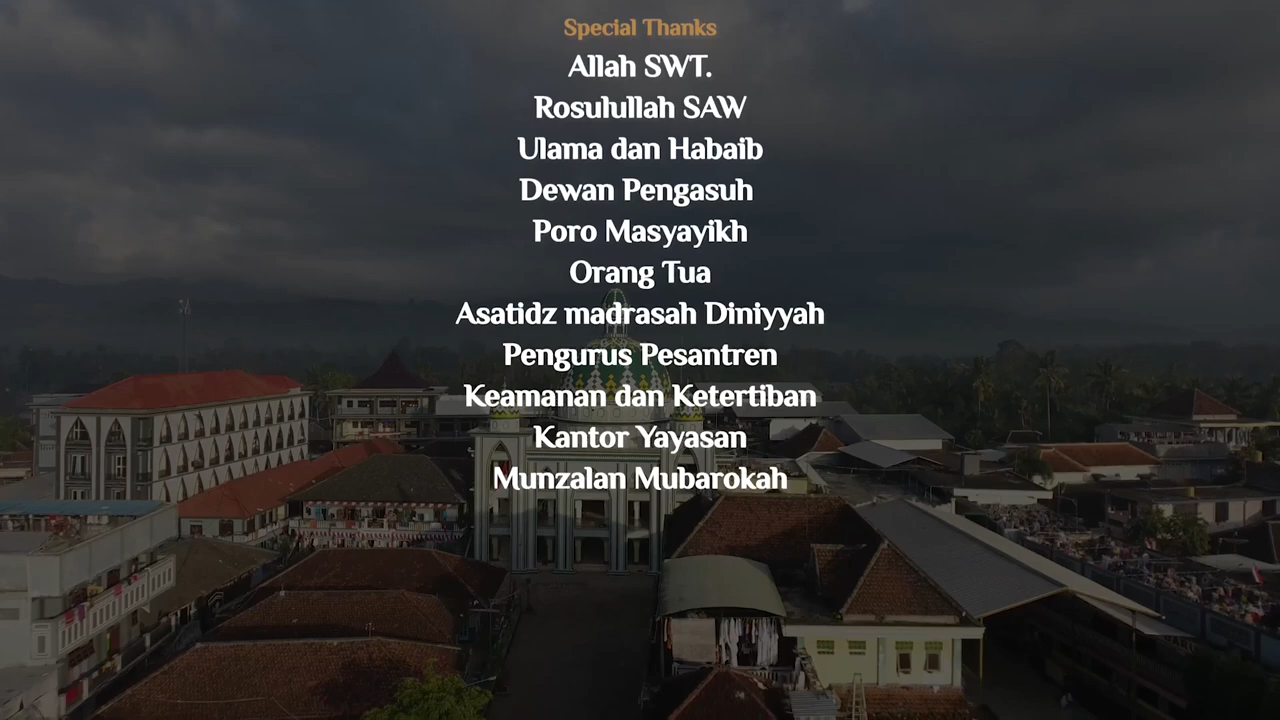 Special Thanks
Allah SWT.
Rosulullah SAW
Ulama dan Habaib
Dewan Pengasuh
Poro Masyayikh
Orang Tua
Asatidz madrasah Diniyyah
Pengurus Pesantren
Keamanan dan Ketertiban
Kantor Yayasan
Munzalan Mubarokah